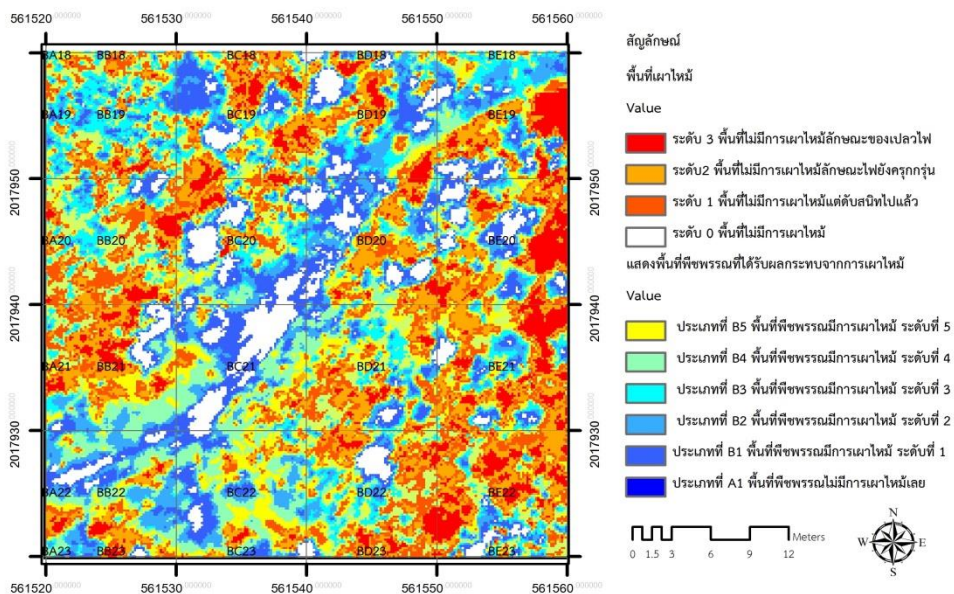 561520.000000 561530.000000 561540.000000 561550.000000 561560.000000
BA18 BB18 BC18 BD18 BE18
BA19 BB19 BC19 BD19 BE19
2017950.000000 2017950.000000
BA20 BB20 BC20 BD20 BE20
2017940.000000 2017940.000000
BA21 BB21 BC21 BD21 BE21
2017930.000000 2017930.000000
BA22 BB22 BC22 BD22 BE22
BA23 BB23 BC23 BD23 BE23
561520.000000 561530.000000 561540.000000 561550.000000 561560.000000
สัญลักษณ์
พื้นที่เผาไหม้
Value
ระดับ 3 พื้นที่ไม่มีการเผาไหม้ลักษณะของเปลวไฟ
ระดับ2 พื้นที่ไม่มีการเผาไหม้ลักษณะไฟยังครุกกรุ่น
ระดับ 1 พื้นที่ไม่มีการเผาไหม้แต่ดับสนิทไปแล้ว
ระดับ 0 พื้นที่ไม่มีการเผาไหม้
แสดงพื้นที่พืชพรรณที่ได้รับผลกระทบจากการเผาไหม้
Value
ประเภทที่ B5 พื้นที่พืชพรรณมีการเผาไหม้ ระดับที่ 5
ประเภทที่ B4 พื้นที่พืชพรรณมีการเผาไหม้ ระดับที่ 4
ประเภทที่ B3 พื้นที่พืชพรรณมีการเผาไหม้ ระดับที่ 3
ประเภทที่ B2 พื้นที่พืชพรรณมีการเผาไหม้ ระดับที่ 2
ประเภทที่ B1 พื้นที่พืชพรรณมีการเผาไหม้ ระดับที่ 1
ประเภทที่ A1 พื้นที่พืชพรรณไม่มีการเผาไหม้เลย
Meters
0 1.5 3 6 9 12
N
W E
S